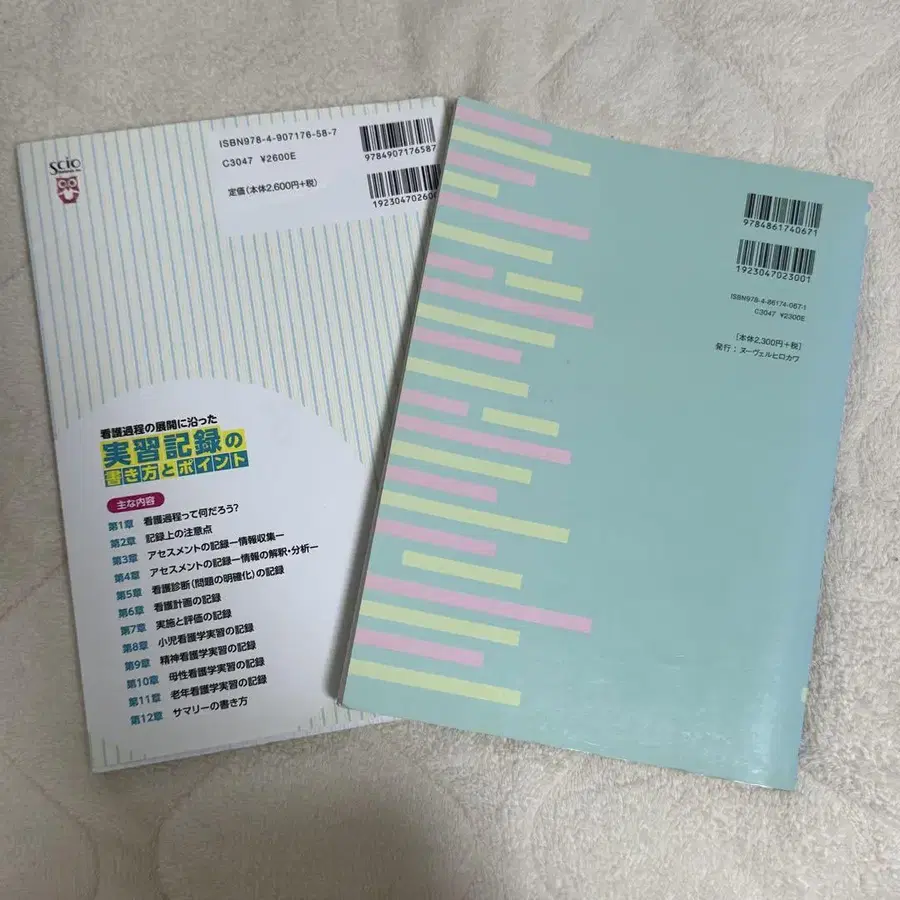 scio
ISBN978-4-907176-58-7
C3047 ¥2600E
定価(本体2,600円+税)
9784907176587
192304702600
看護過程の展開に沿った
実習記録の
書き方とポイント
主な内容
第1章 看護過程って何だろう?
第2章 記録上の注意点
第3章 アセスメントの記録ー情報収集ー
第4章 アセスメントの記録ー情報の解釈・分析ー
第5章 看護診断(問題の明確化)の記録
第6章 看護計画の記録
第7章 実施と評価の記録
第8章 小児看護学実習の記録
第9章 精神看護学実習の記録
第10章 母性看護学実習の記録
第11章 老年看護学実習の記録
第12章 サマリーの書き方
9784861740671
1923047023001
ISBN978-4-86174-067-1
C3047 ¥2300E
[本体2,300円+税]
発行:ヌーヴェルヒロカワ